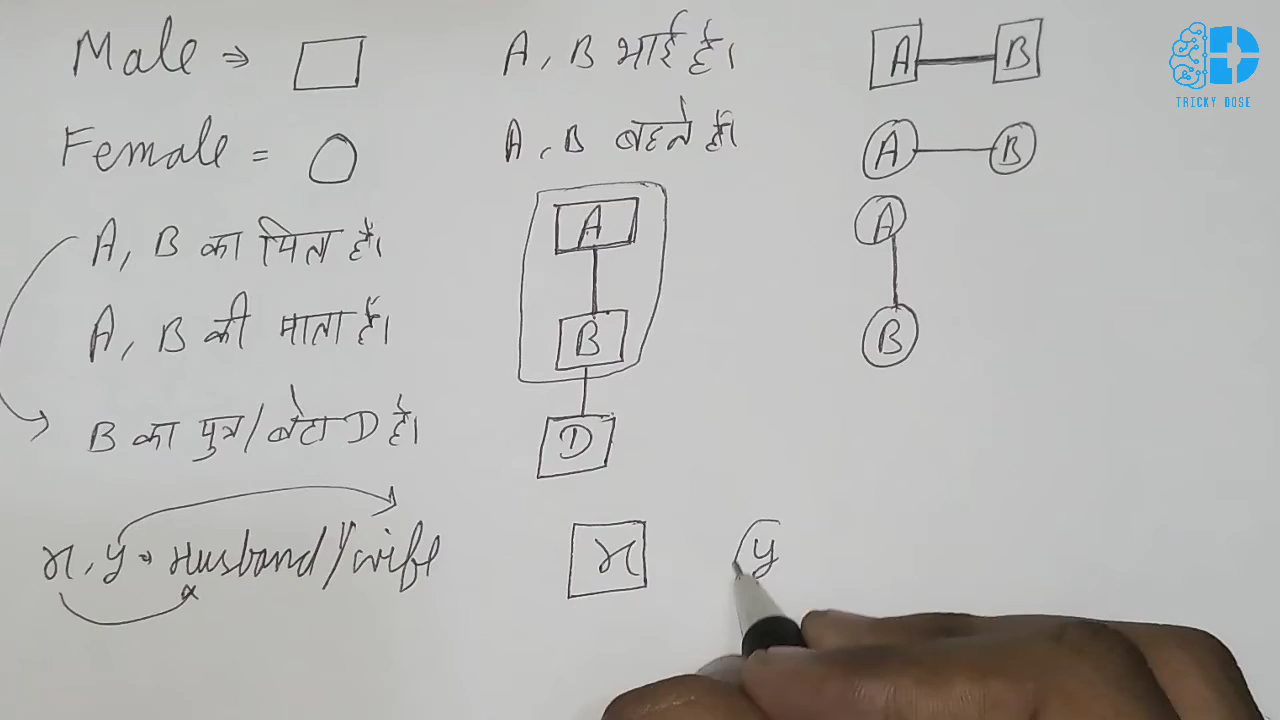 Male ⇒
A, B भाई है।
A B
TRICKY DOSE
Female =
A, B बहने हैं।
A B
A, B का पिता है।
A
A
A, B की माता है।
B
B
B का पुत्र/बेटा D है।
D
x, y → Husband/wife
x y